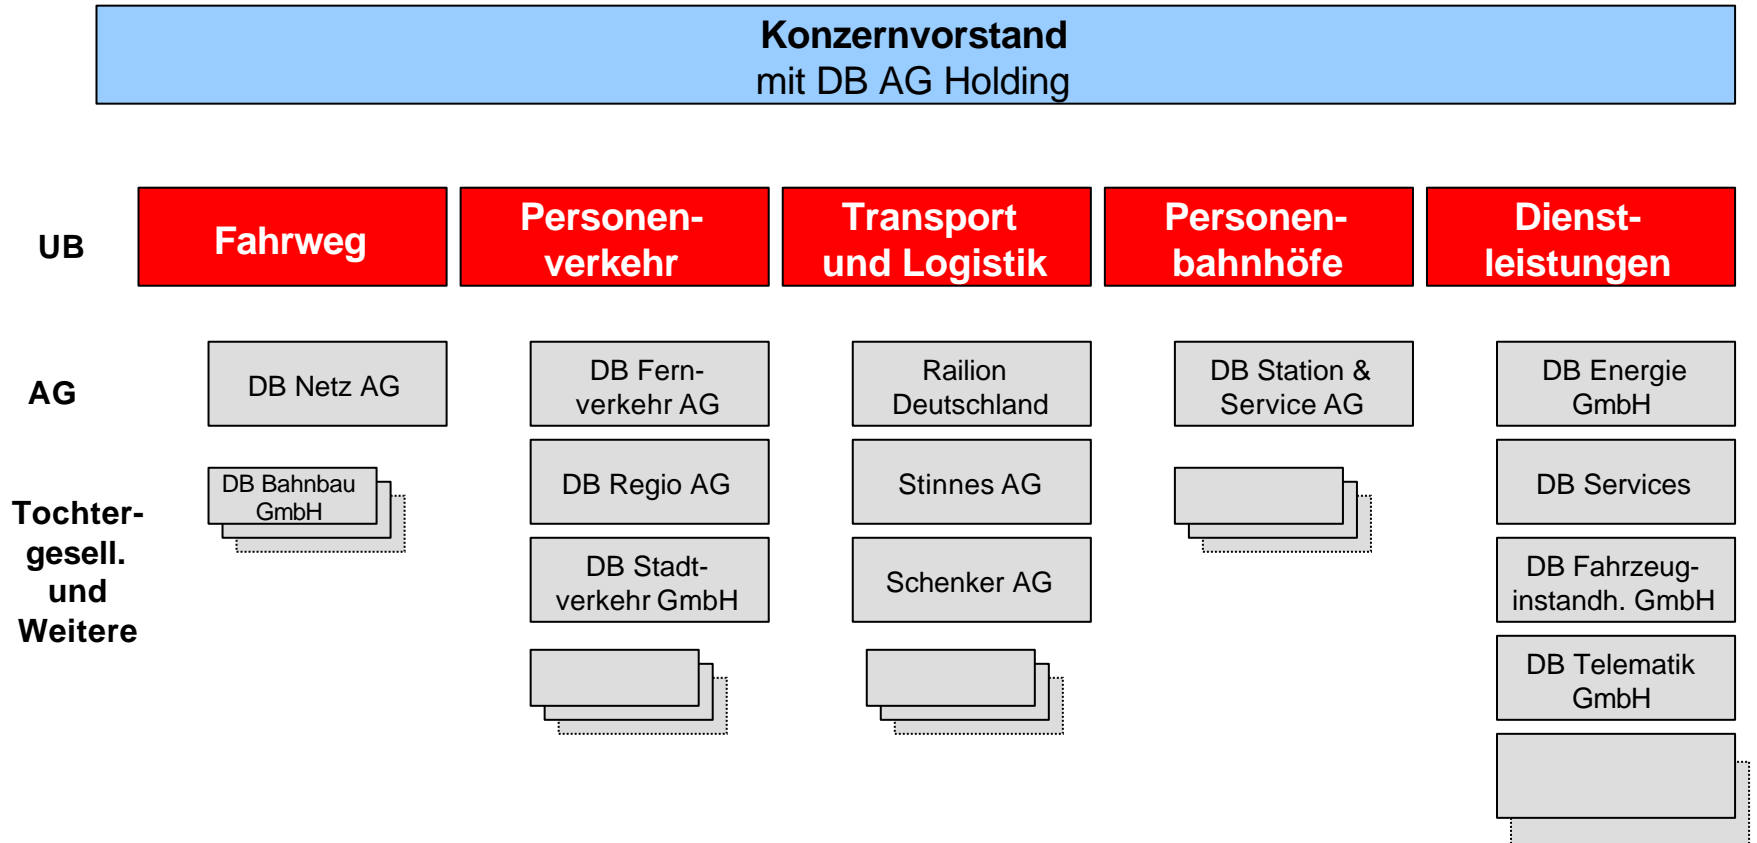 Konzernvorstand
mit DB AG Holding
UB
Fahrweg
Personen-
verkehr
Transport
und Logistik
Personen-
bahnhöfe
Dienst-
leistungen
AG
DB Netz AG
DB Fern-
verkehr AG
Railion
Deutschland
DB Station &
Service AG
DB Energie
GmbH
Tochter-
gesell.
und
Weitere
DB Bahnbau
GmbH
DB Regio AG
Stinnes AG
DB Services
DB Stadt-
verkehr GmbH
Schenker AG
DB Fahrzeug-
instandh. GmbH
DB Telematik
GmbH